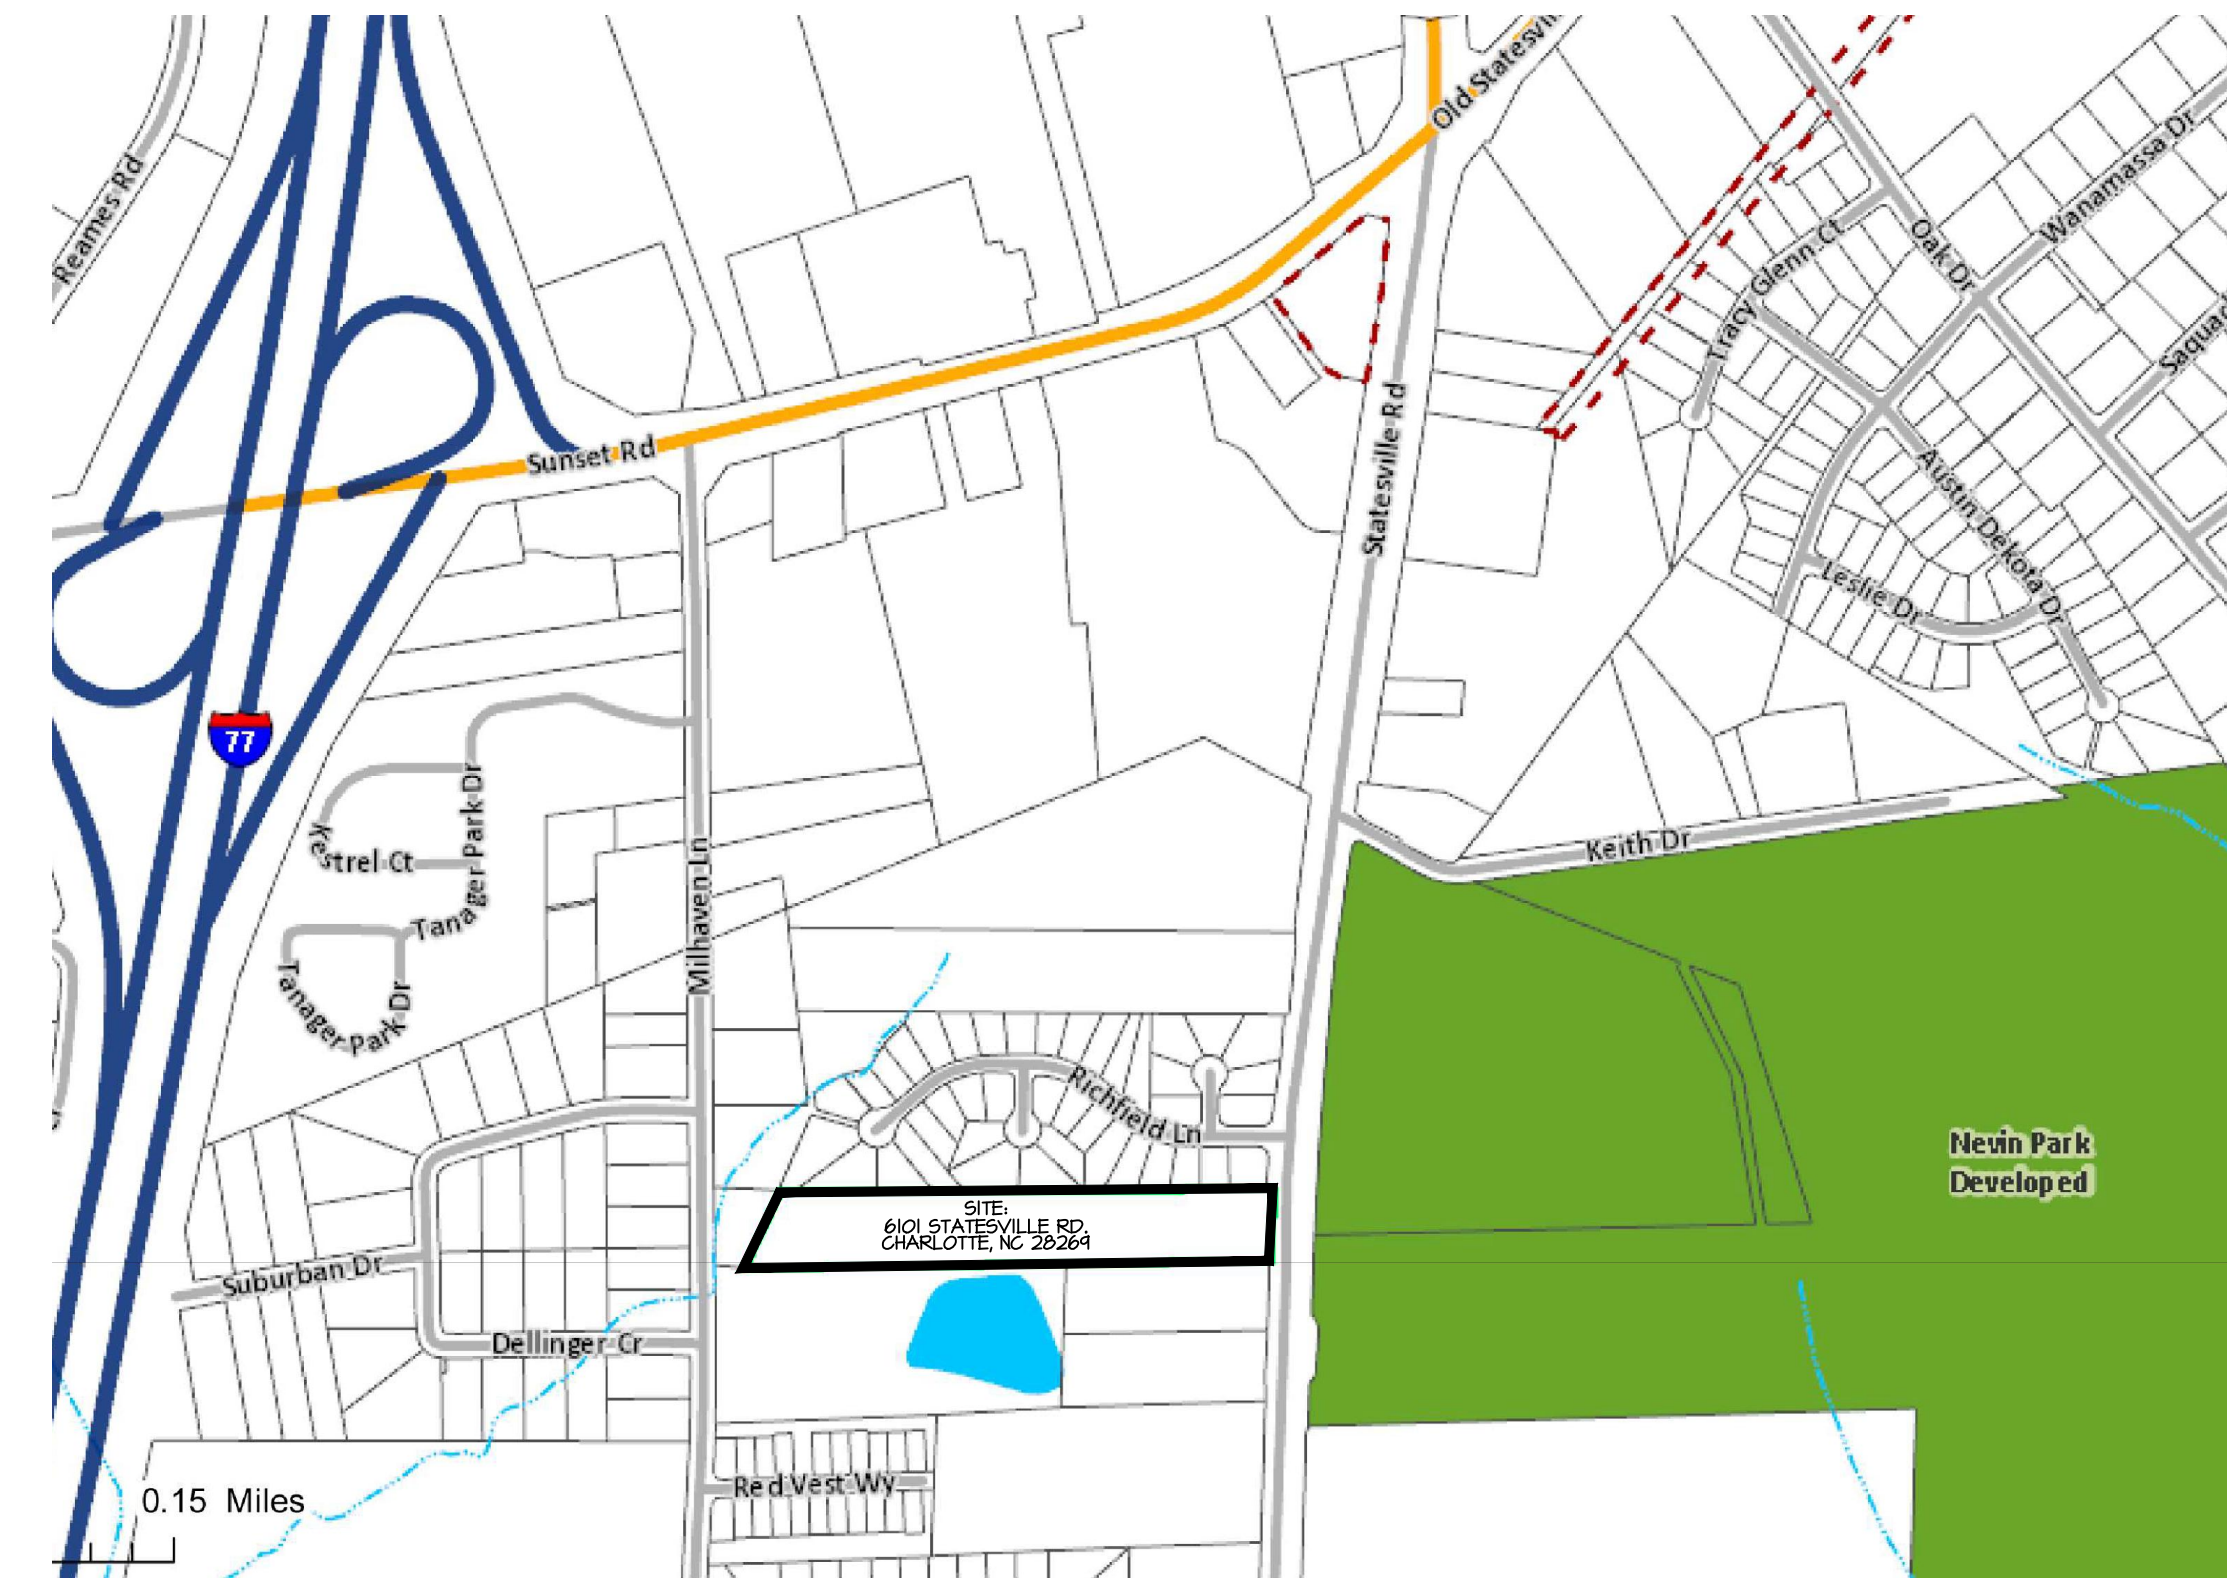 Old Statesvill
Reames Rd
Wanamassa Dr
Oak Dr
Tracy Glenn Ct
Sunset Rd
Statesville Rd
Austin Dekota Dr
Leslie Dr
77
Tanager Park Dr
Kestrel Ct
Keith Dr
Milhaven Ln
Tanager Park Dr
Richfield Ln
Nevin Park
Developed
SITE:
6101 STATESVILLE RD.
CHARLOTTE, NC 28269
Suburban Dr
Dellinger Cr
Red Vest Wy
0.15 Miles